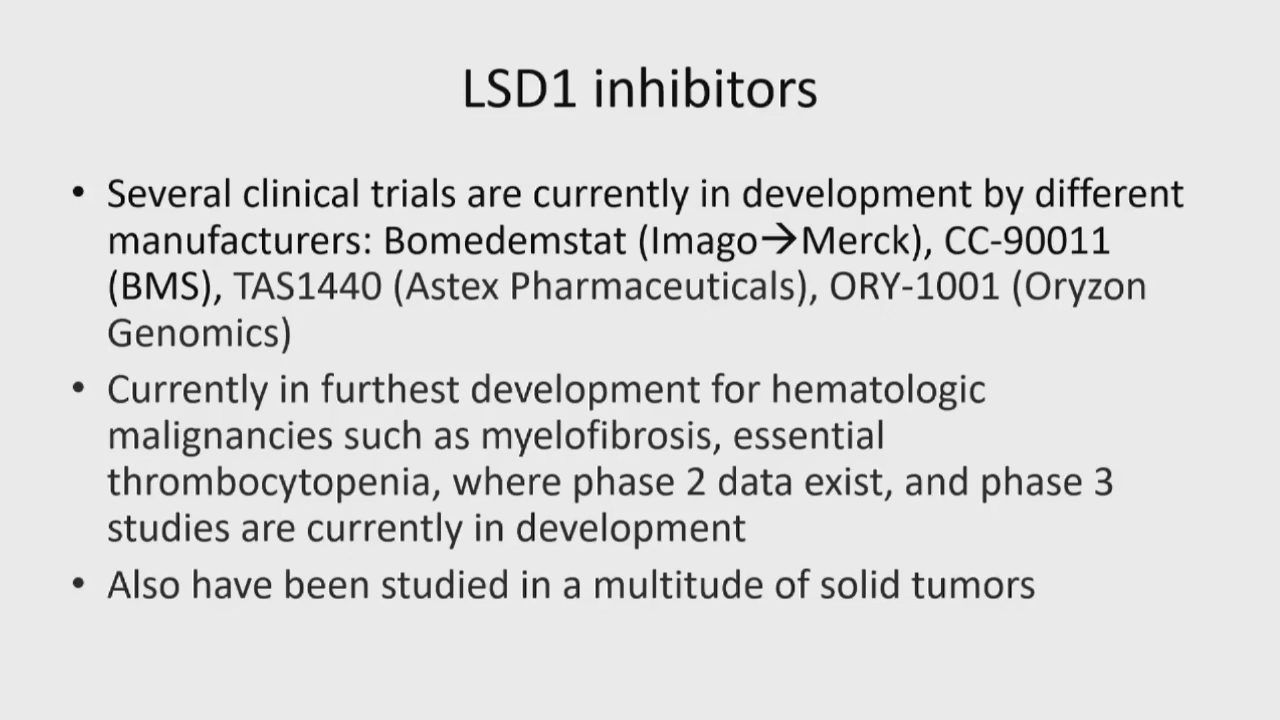 LSD1 inhibitors
• Several clinical trials are currently in development by different
manufacturers: Bomedemstat (Imago→Merck), CC-90011
(BMS), TAS1440 (Astex Pharmaceuticals), ORY-1001 (Oryzon
Genomics)
• Currently in furthest development for hematologic
malignancies such as myelofibrosis, essential
thrombocytopenia, where phase 2 data exist, and phase 3
studies are currently in development
• Also have been studied in a multitude of solid tumors